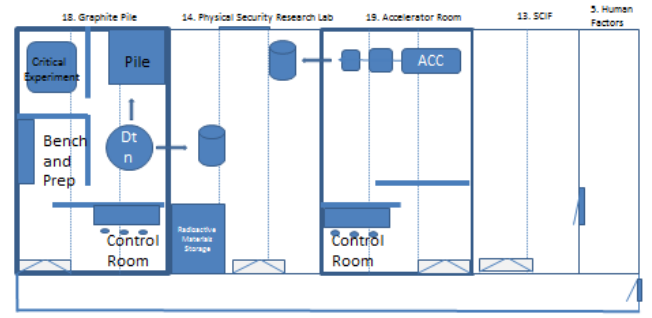 18. Graphite Pile
14. Physical Security Research Lab
19. Accelerator Room
13. SCIF
5. Human
Factors
Critical
Experiment
Pile
ACC
Dt
n
Bench
and
Prep
Radioactive
Materials
Storage
Control
Room
Control
Room